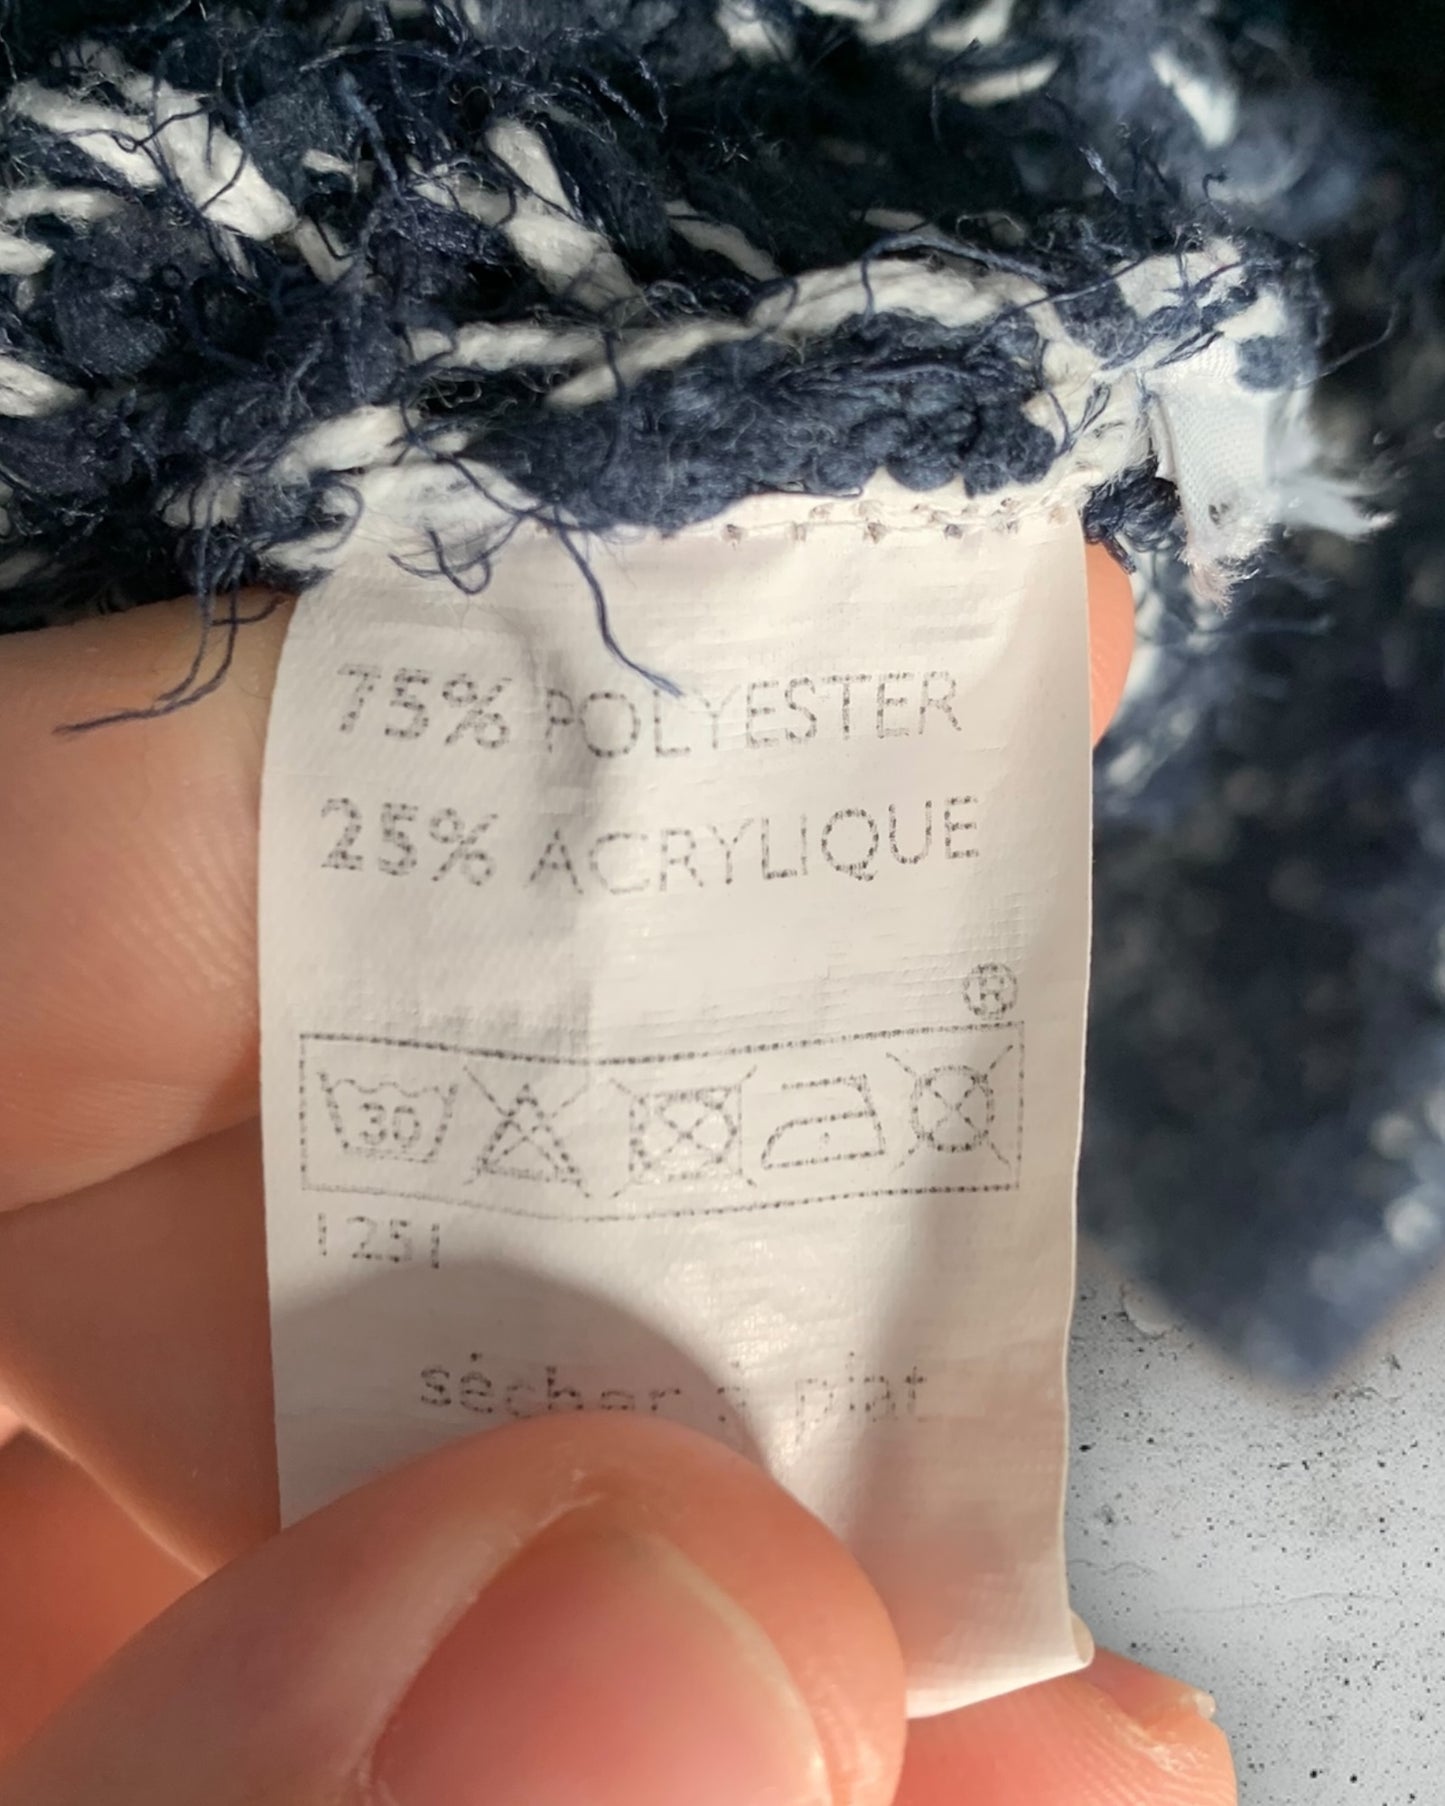 75% POLYESTER
25% ACRYLIQUE
®
30
1251
sécher à plat